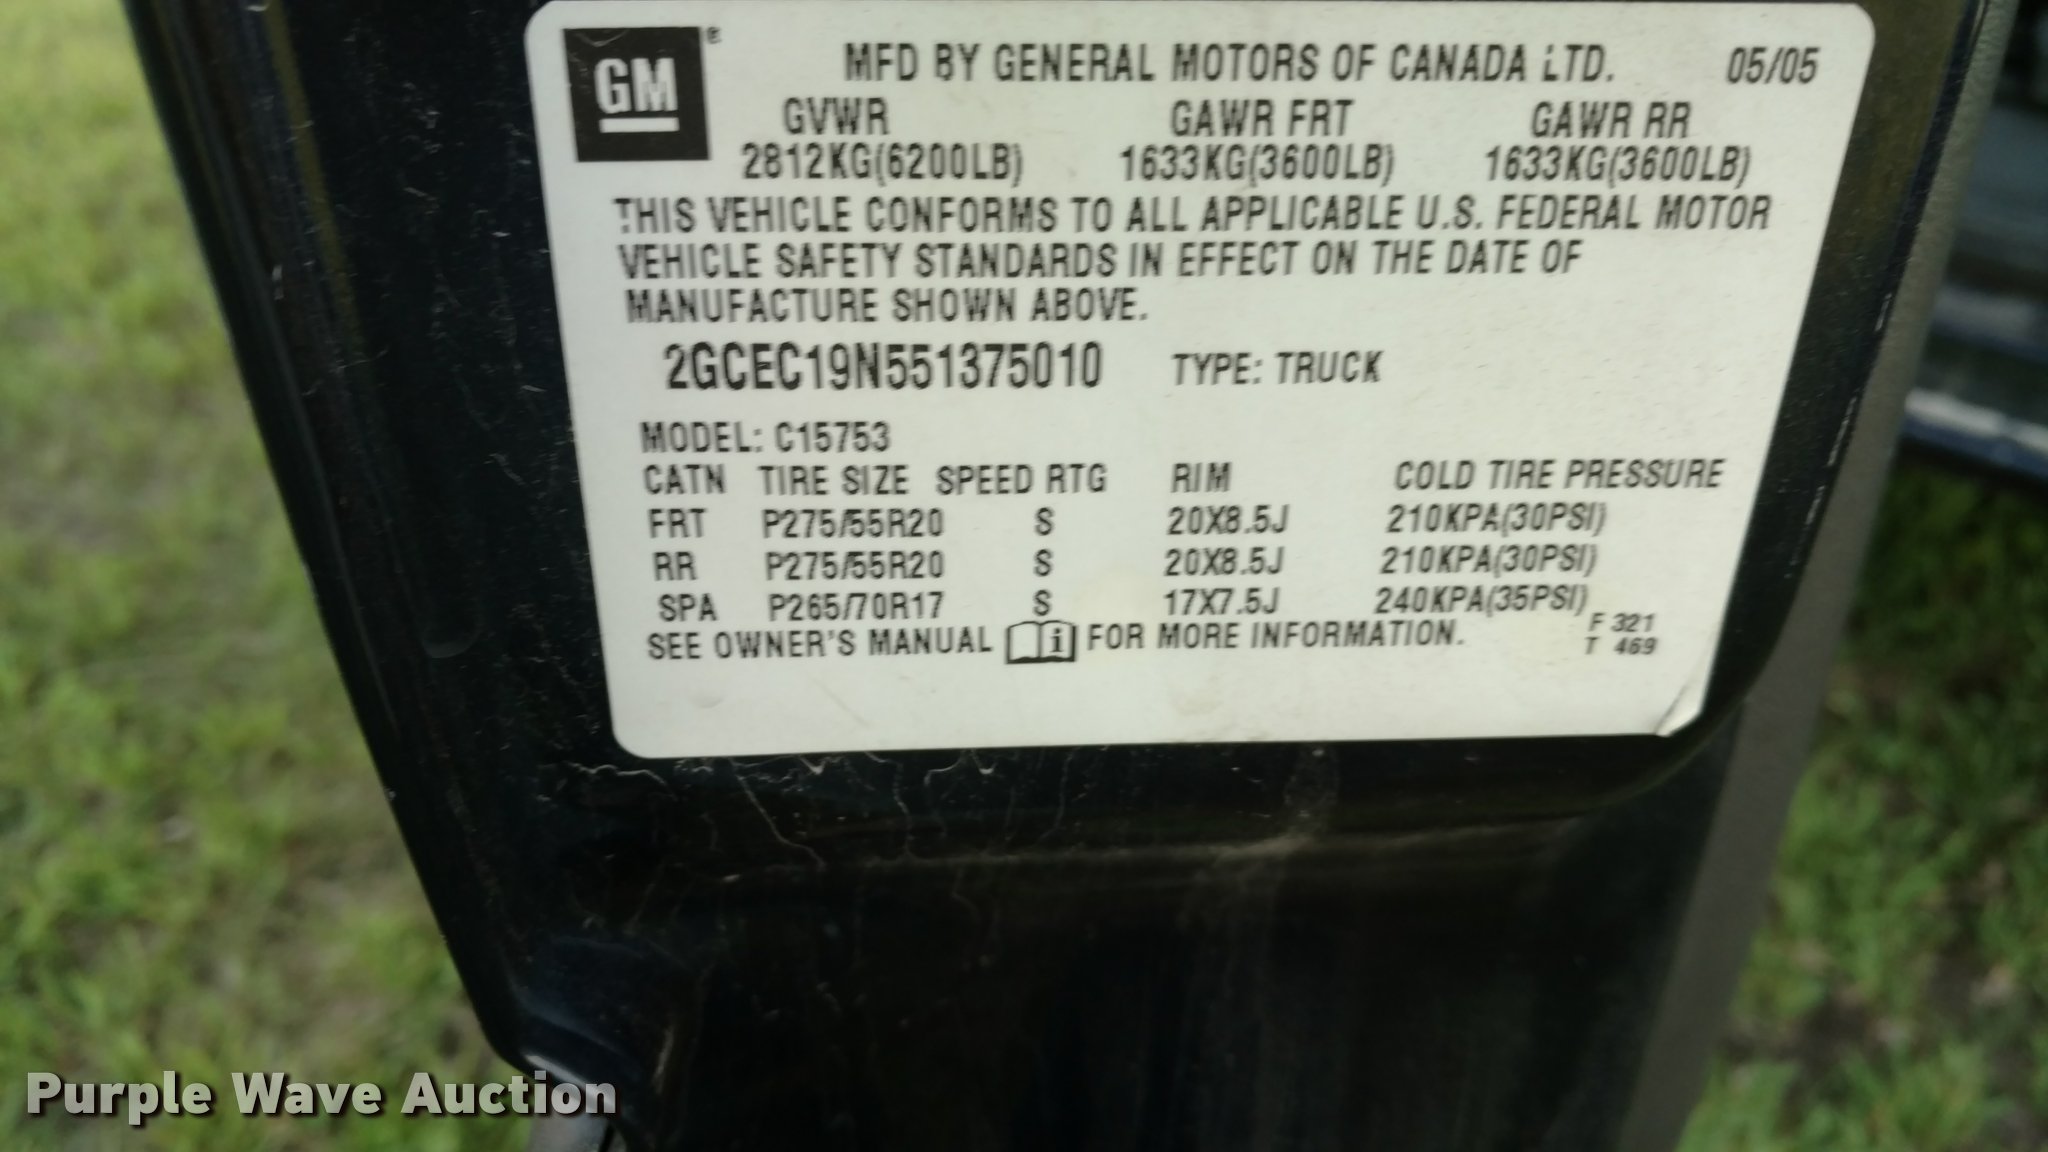 GM ®
MFD BY GENERAL MOTORS OF CANADA LTD. 05/05
GVWR GAWR FRT GAWR RR
2812KG(6200LB) 1633KG(3600LB) 1633KG(3600LB)
THIS VEHICLE CONFORMS TO ALL APPLICABLE U.S. FEDERAL MOTOR
VEHICLE SAFETY STANDARDS IN EFFECT ON THE DATE OF
MANUFACTURE SHOWN ABOVE.
2GCEC19N551375010 TYPE: TRUCK
MODEL: C15753
CATN TIRE SIZE SPEED RTG RIM COLD TIRE PRESSURE
FRT P275/55R20 S 20X8.5J 210KPA(30PSI)
RR P275/55R20 S 20X8.5J 210KPA(30PSI)
SPA P265/70R17 S 17X7.5J 240KPA(35PSI)
SEE OWNER'S MANUAL i FOR MORE INFORMATION.
F 321
T 469
Purple Wave Auction